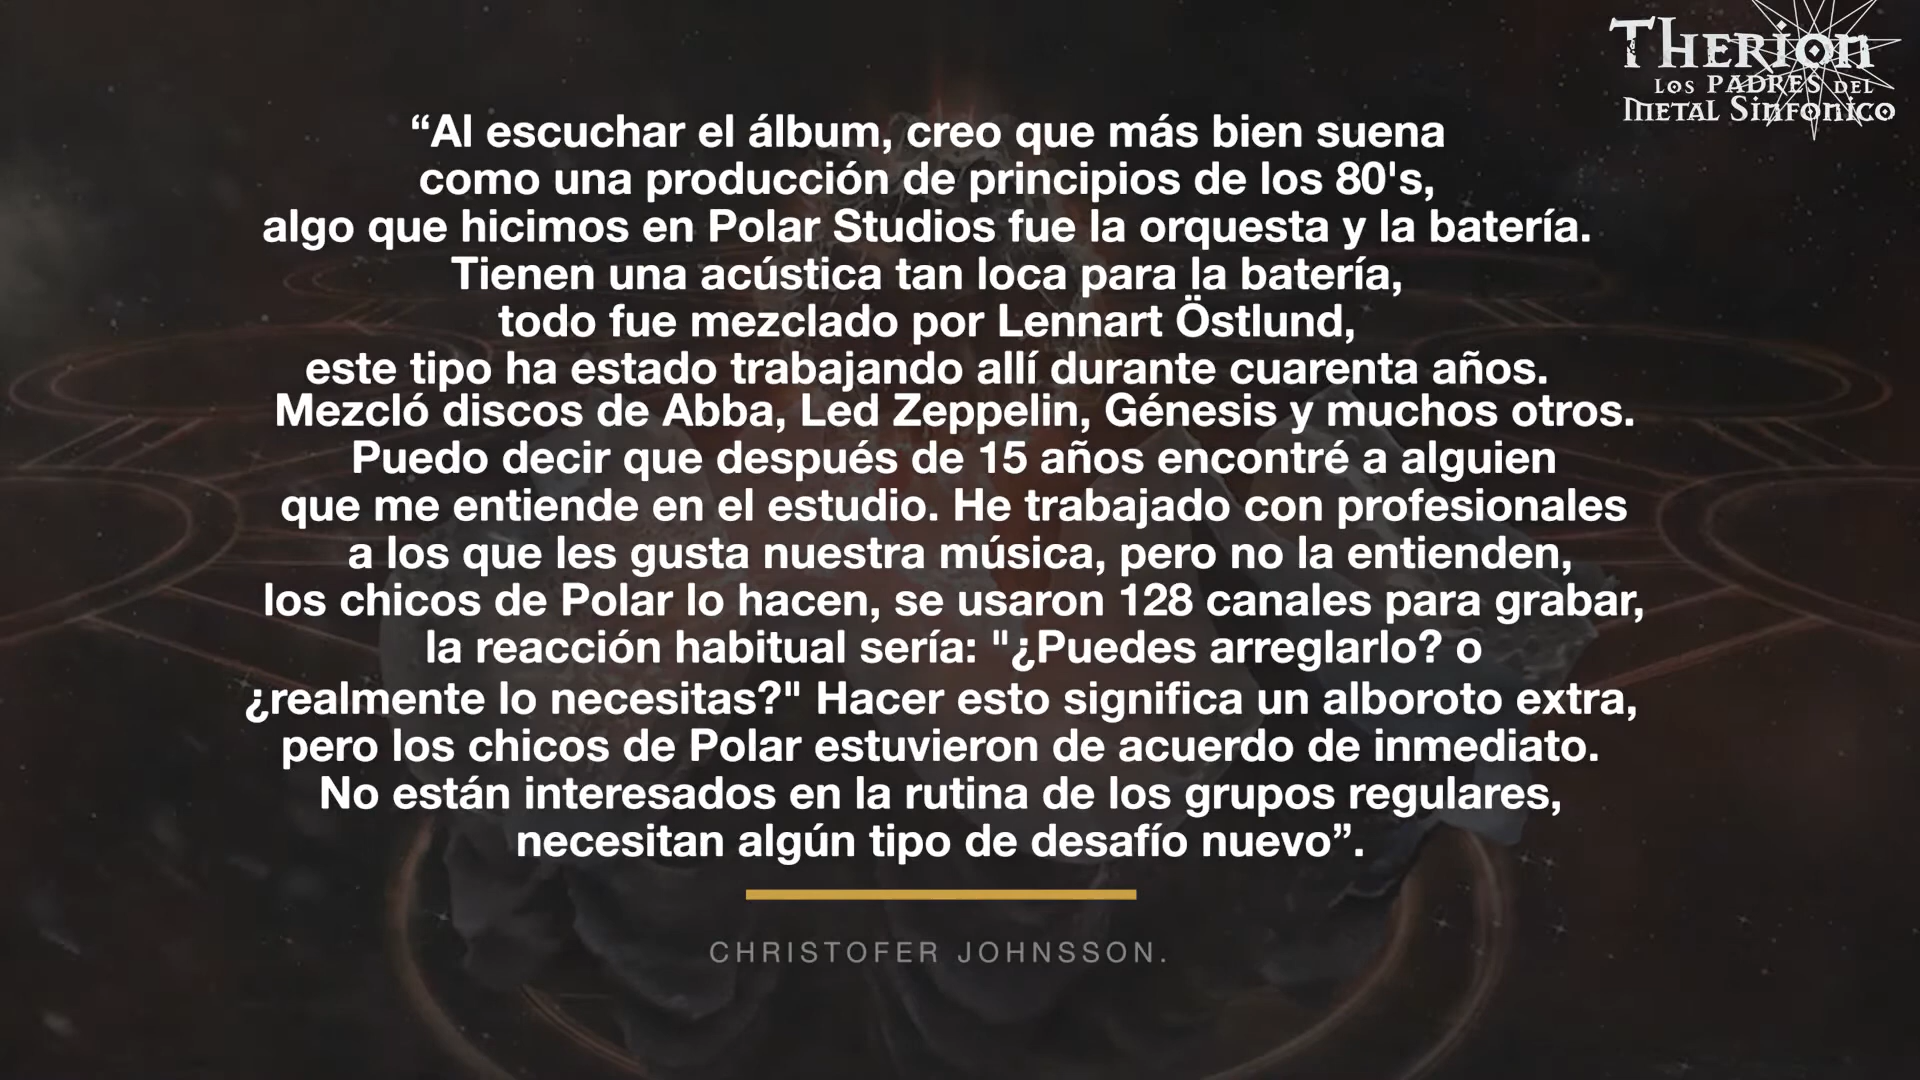 THERION
LOS PADRES DEL
METAL SINFONICO
“Al escuchar el álbum, creo que más bien suena
como una producción de principios de los 80's,
algo que hicimos en Polar Studios fue la orquesta y la batería.
Tienen una acústica tan loca para la batería,
todo fue mezclado por Lennart Östlund,
este tipo ha estado trabajando allí durante cuarenta años.
Mezcló discos de Abba, Led Zeppelin, Génesis y muchos otros.
Puedo decir que después de 15 años encontré a alguien
que me entiende en el estudio. He trabajado con profesionales
a los que les gusta nuestra música, pero no la entienden,
los chicos de Polar lo hacen, se usaron 128 canales para grabar,
la reacción habitual sería: "¿Puedes arreglarlo? o
¿realmente lo necesitas?" Hacer esto significa un alboroto extra,
pero los chicos de Polar estuvieron de acuerdo de inmediato.
No están interesados en la rutina de los grupos regulares,
necesitan algún tipo de desafío nuevo”.
CHRISTOFER JOHNSSON.